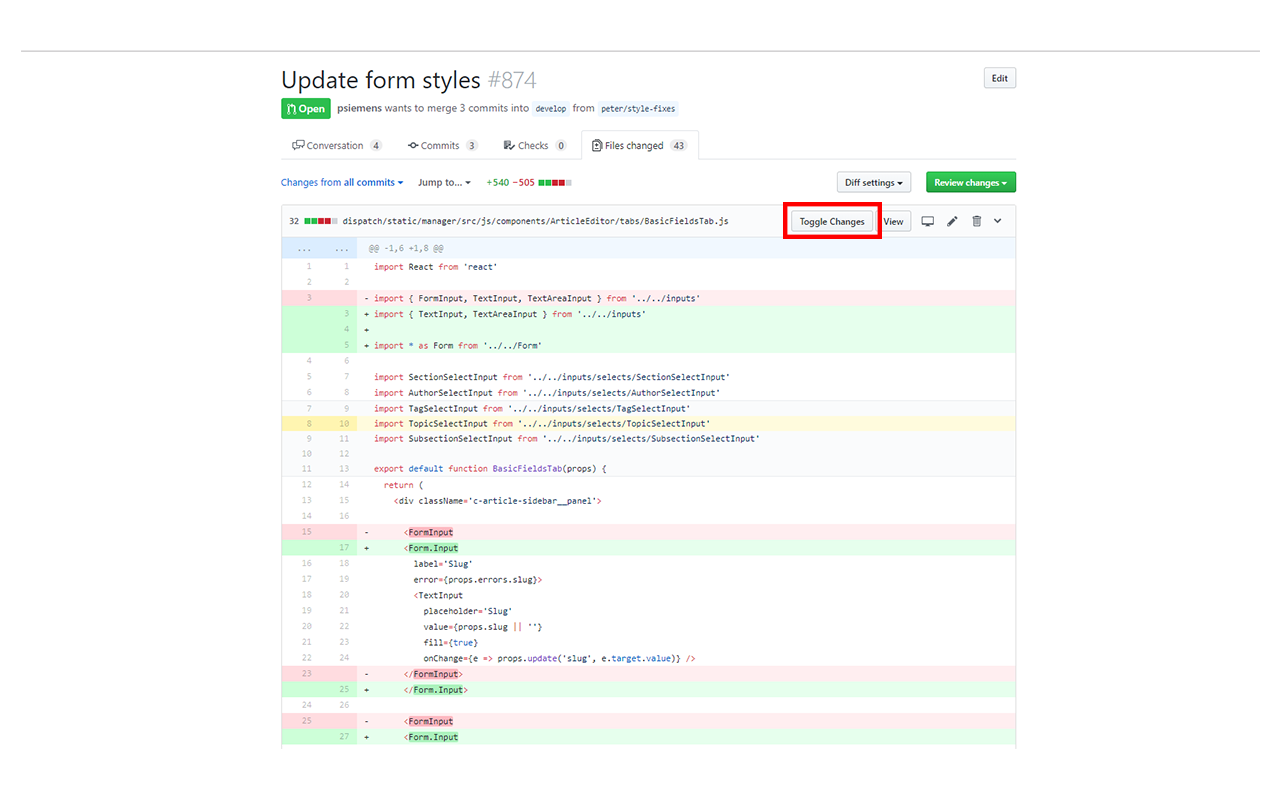 Update form styles #874
Edit
Open psiemens wants to merge 3 commits into develop from peter/style-fixes
Conversation 4 Commits 3 Checks 0 Files changed 43
Changes from all commits Jump to... +540 −505 Diff settings Review changes
32 dispatch/static/manager/src/js/components/ArticleEditor/tabs/BasicFieldsTab.js Toggle Changes View
... ... @@ -1,6 +1,8 @@
1 1 import React from 'react'
2 2
3 - import { FormInput, TextInput, TextAreaInput } from '../../inputs'
3 + import { TextInput, TextAreaInput } from '../../inputs'
4 +
5 + import * as Form from '../../Form'
4 6
5 7 import SectionSelectInput from '../../inputs/selects/SectionSelectInput'
6 8 import AuthorSelectInput from '../../inputs/selects/AuthorSelectInput'
7 9 import TagSelectInput from '../../inputs/selects/TagSelectInput'
8 10 import TopicSelectInput from '../../inputs/selects/TopicSelectInput'
9 11 import SubsectionSelectInput from '../../inputs/selects/SubsectionSelectInput'
10 12
11 13 export default function BasicFieldsTab(props) {
12 14 return (
13 15 <div className='c-article-sidebar__panel'>
14 16
15 - <FormInput
17 + <Form.Input
16 18 label='Slug'
17 19 error={props.errors.slug}>
18 20 <TextInput
19 21 placeholder='Slug'
20 22 value={props.slug || ''}
21 23 fill={true}
22 24 onChange={e => props.update('slug', e.target.value)} />
23 - </FormInput>
25 + </Form.Input>
24 26
25 - <FormInput
27 + <Form.Input